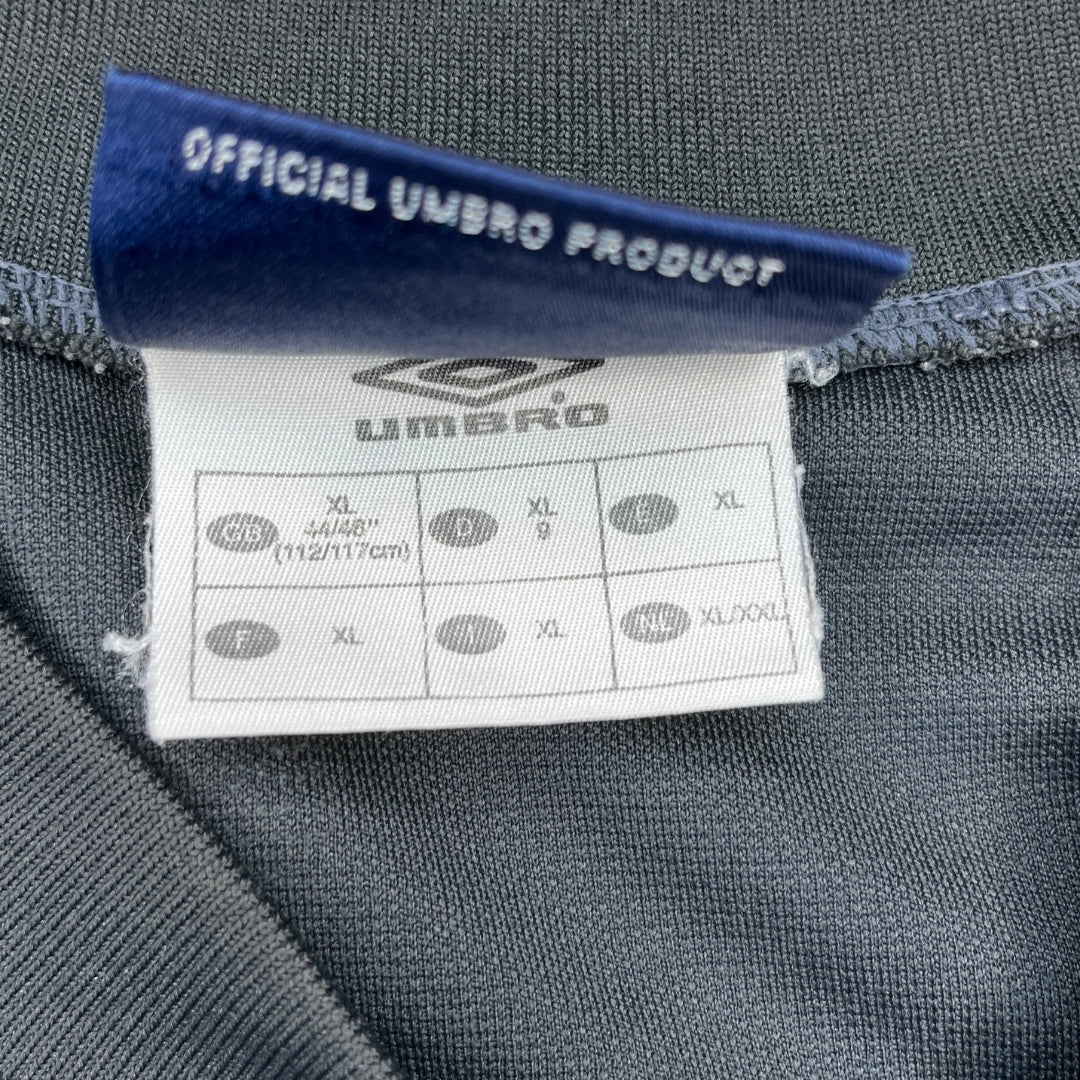 OFFICIAL UMBRO PRODUCT
UMBRO
GB XL 44/46" (112/117cm)
D XL 9
E XL
F XL
I XL
NL XL/XXL